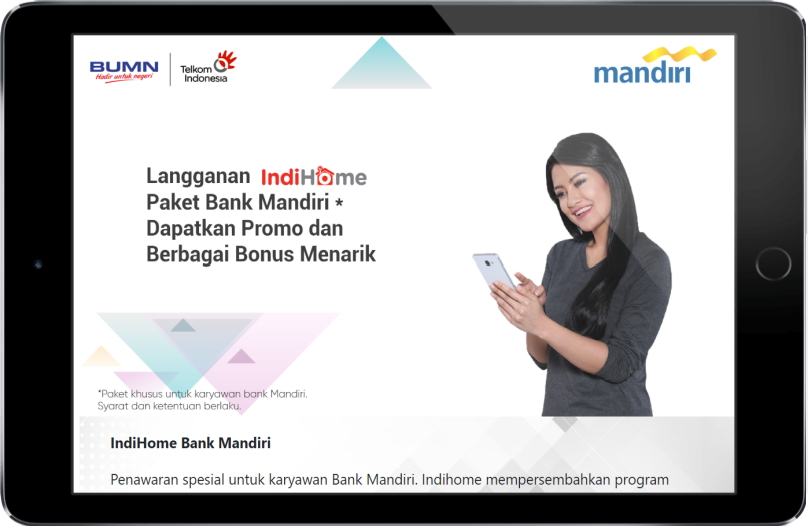 BUMN
Hadir untuk negeri
Telkom
Indonesia
mandiri
Langganan IndiHome
Paket Bank Mandiri *
Dapatkan Promo dan
Berbagai Bonus Menarik
*Paket khusus untuk karyawan bank Mandiri.
Syarat dan ketentuan berlaku.
IndiHome Bank Mandiri
Penawaran spesial untuk karyawan Bank Mandiri. Indihome mempersembahkan program